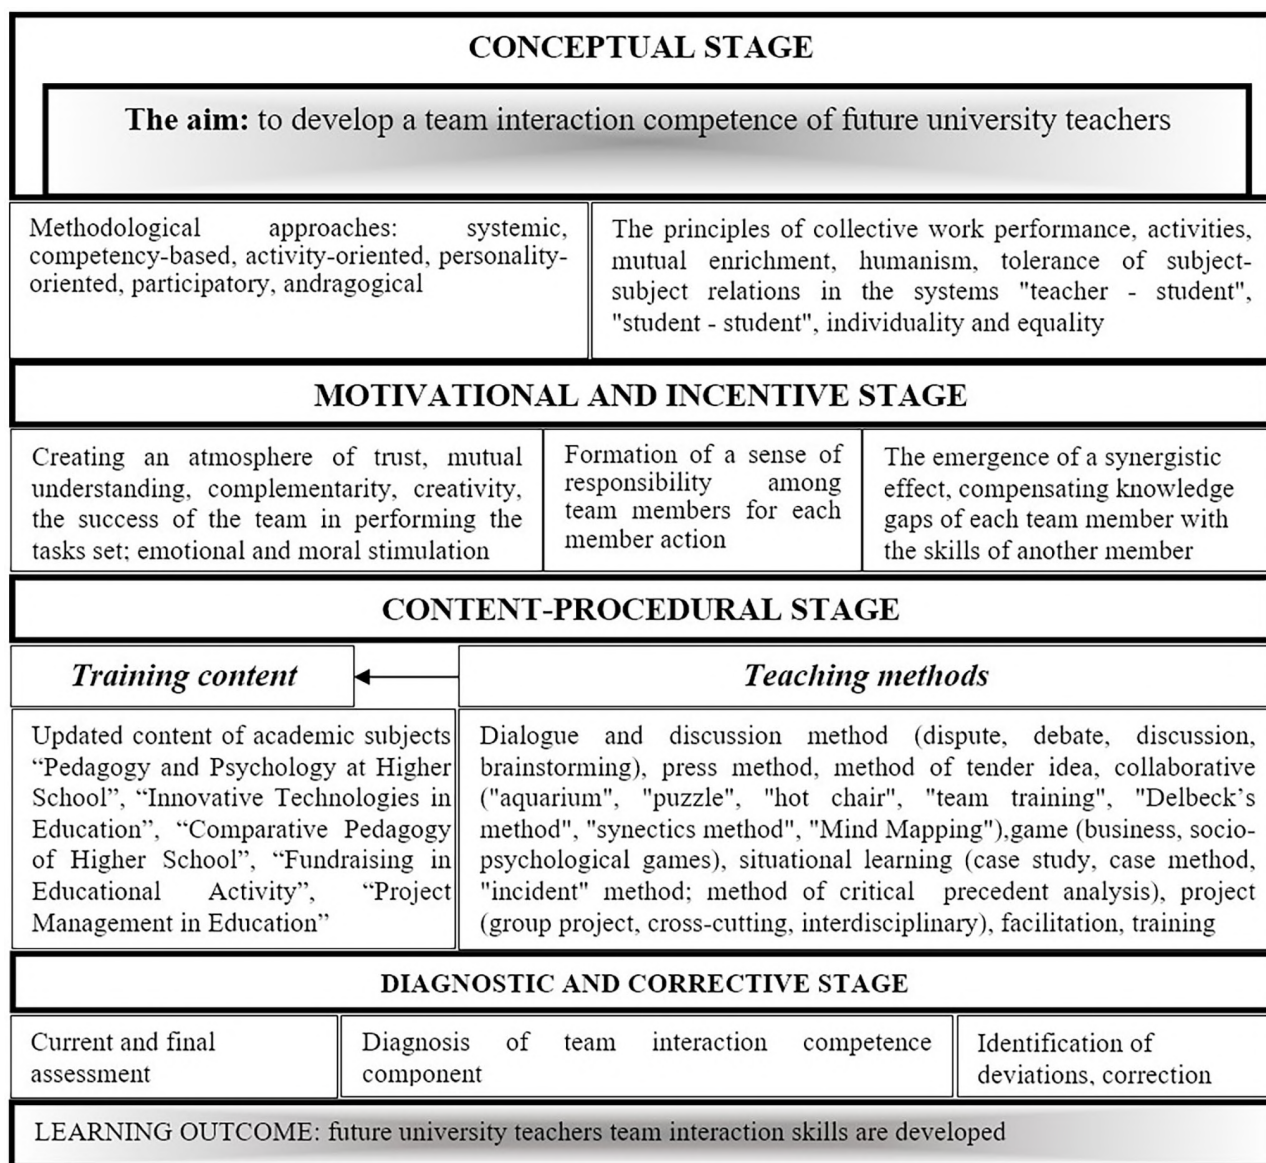 CONCEPTUAL STAGE
The aim: to develop a team interaction competence of future university teachers
Methodological approaches: systemic,
competency-based, activity-oriented, personality-
oriented, participatory, andragogical
The principles of collective work performance, activities,
mutual enrichment, humanism, tolerance of subject-
subject relations in the systems "teacher - student",
"student - student", individuality and equality
MOTIVATIONAL AND INCENTIVE STAGE
Creating an atmosphere of trust, mutual
understanding, complementarity, creativity,
the success of the team in performing the
tasks set; emotional and moral stimulation
Formation of a sense of
responsibility among
team members for each
member action
The emergence of a synergistic
effect, compensating knowledge
gaps of each team member with
the skills of another member
CONTENT-PROCEDURAL STAGE
Training content
Teaching methods
Updated content of academic subjects
“Pedagogy and Psychology at Higher
School”, “Innovative Technologies in
Education”, “Comparative Pedagogy
of Higher School”, “Fundraising in
Educational Activity”, “Project
Management in Education”
Dialogue and discussion method (dispute, debate, discussion,
brainstorming), press method, method of tender idea, collaborative
("aquarium", "puzzle", "hot chair", "team training", "Delbeck’s
method", "synectics method", "Mind Mapping"),game (business, socio-
psychological games), situational learning (case study, case method,
"incident" method; method of critical precedent analysis), project
(group project, cross-cutting, interdisciplinary), facilitation, training
DIAGNOSTIC AND CORRECTIVE STAGE
Current and final
assessment
Diagnosis of team interaction competence
component
Identification of
deviations, correction
LEARNING OUTCOME: future university teachers team interaction skills are developed